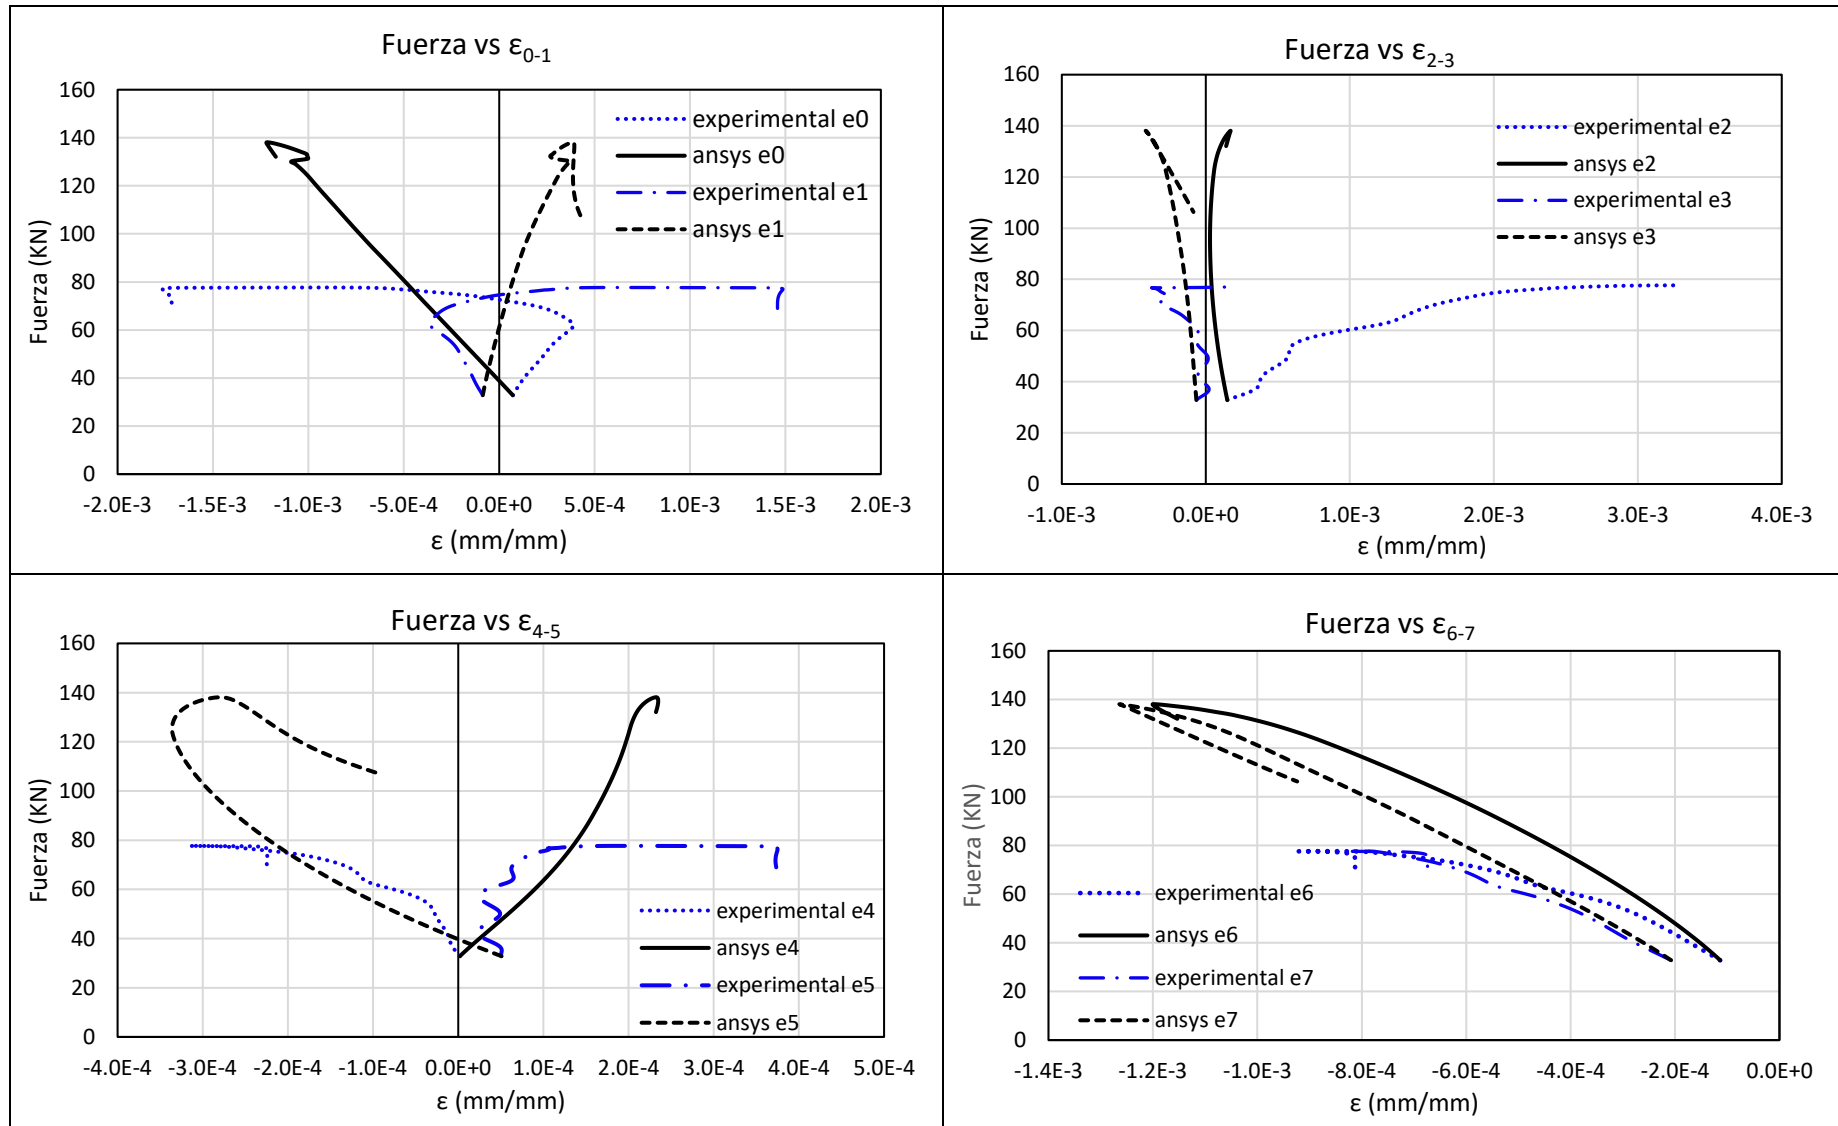 Fuerza vs ε0-1
160
140
120
100
80
60
40
20
0
Fuerza (KN)
experimental e0
ansys e0
experimental e1
ansys e1
-2.0E-3 -1.5E-3 -1.0E-3 -5.0E-4 0.0E+0 5.0E-4 1.0E-3 1.5E-3 2.0E-3
ε (mm/mm)
Fuerza vs ε2-3
160
140
120
100
80
60
40
20
0
Fuerza (KN)
experimental e2
ansys e2
experimental e3
ansys e3
-1.0E-3 0.0E+0 1.0E-3 2.0E-3 3.0E-3 4.0E-3
ε (mm/mm)
Fuerza vs ε4-5
160
140
120
100
80
60
40
20
0
Fuerza (KN)
experimental e4
ansys e4
experimental e5
ansys e5
-4.0E-4 -3.0E-4 -2.0E-4 -1.0E-4 0.0E+0 1.0E-4 2.0E-4 3.0E-4 4.0E-4 5.0E-4
ε (mm/mm)
Fuerza vs ε6-7
160
140
120
100
80
60
40
20
0
Fuerza (KN)
experimental e6
ansys e6
experimental e7
ansys e7
-1.4E-3 -1.2E-3 -1.0E-3 -8.0E-4 -6.0E-4 -4.0E-4 -2.0E-4 0.0E+0
ε (mm/mm)